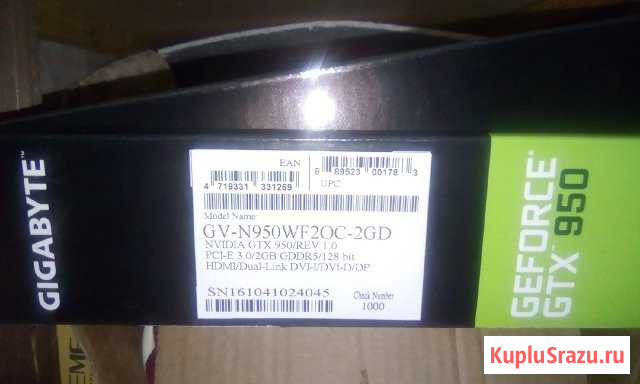 GIGABYTE™
EAN
4 719331 331269
8 89523 00178 3
UPC
Model Name
GV-N950WF2OC-2GD
NVIDIA GTX 950/REV 1.0
PCI-E 3.0/2GB GDDR5/128 bit
HDMI/Dual-Link DVI-I/DVI-D/DP
SN161041024045
Check Number
1000
GEFORCE
GTX 950
KupluSrazu.ru